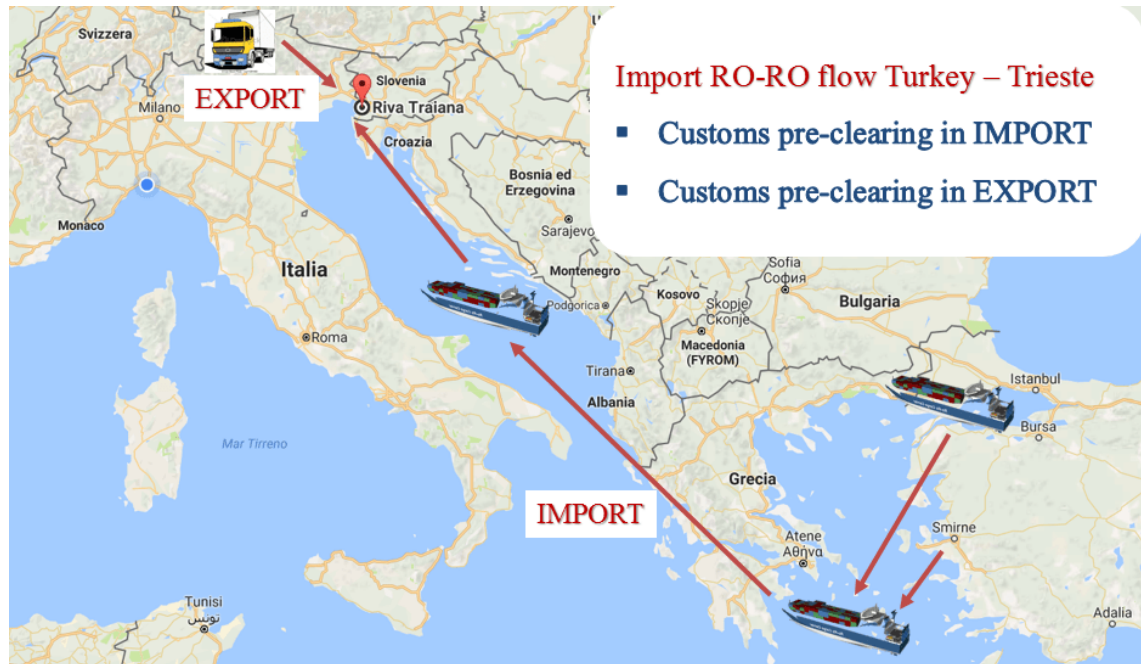 Svizzera
Slovenia
EXPORT
Milano
Riva Traiana
Croazia
Import RO-RO flow Turkey – Trieste
▪ Customs pre-clearing in IMPORT
▪ Customs pre-clearing in EXPORT
Monaco
Bosnia ed
Erzegovina
Sarajevo
Italia
Montenegro
Podgorica
Kosovo
Sofia
София
Skopje
Скопје
Bulgaria
Roma
Macedonia
(FYROM)
Tirana
Albania
Istanbul
Bursa
Mar Tirreno
Grecia
IMPORT
Smirne
Atene
Αθήνα
Tunisi
تونس
Adalia